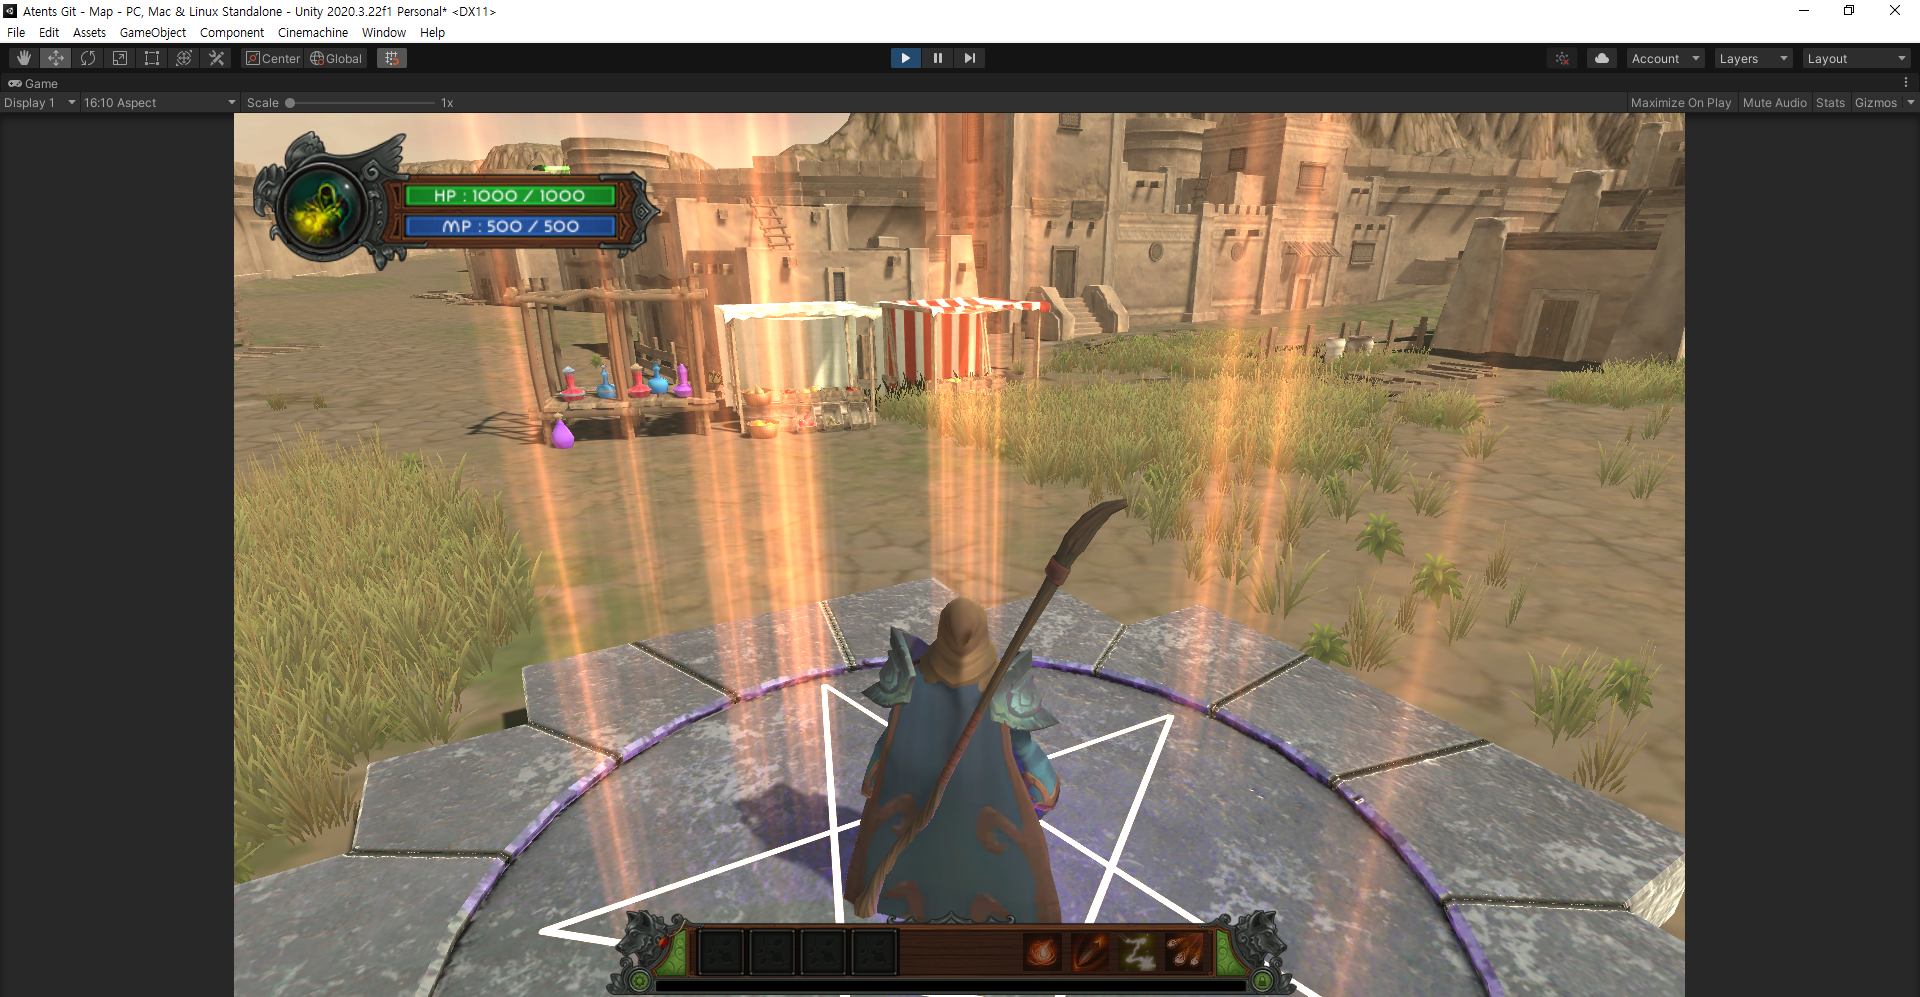 Atents Git - Map - PC, Mac & Linux Standalone - Unity 2020.3.22f1 Personal* <DX11>
File Edit Assets GameObject Component Cinemachine Window Help
Center Global Account Layers Layout
Game
Display 1 16:10 Aspect Scale 1x Maximize On Play Mute Audio Stats Gizmos
HP : 1000 / 1000
MP : 500 / 500